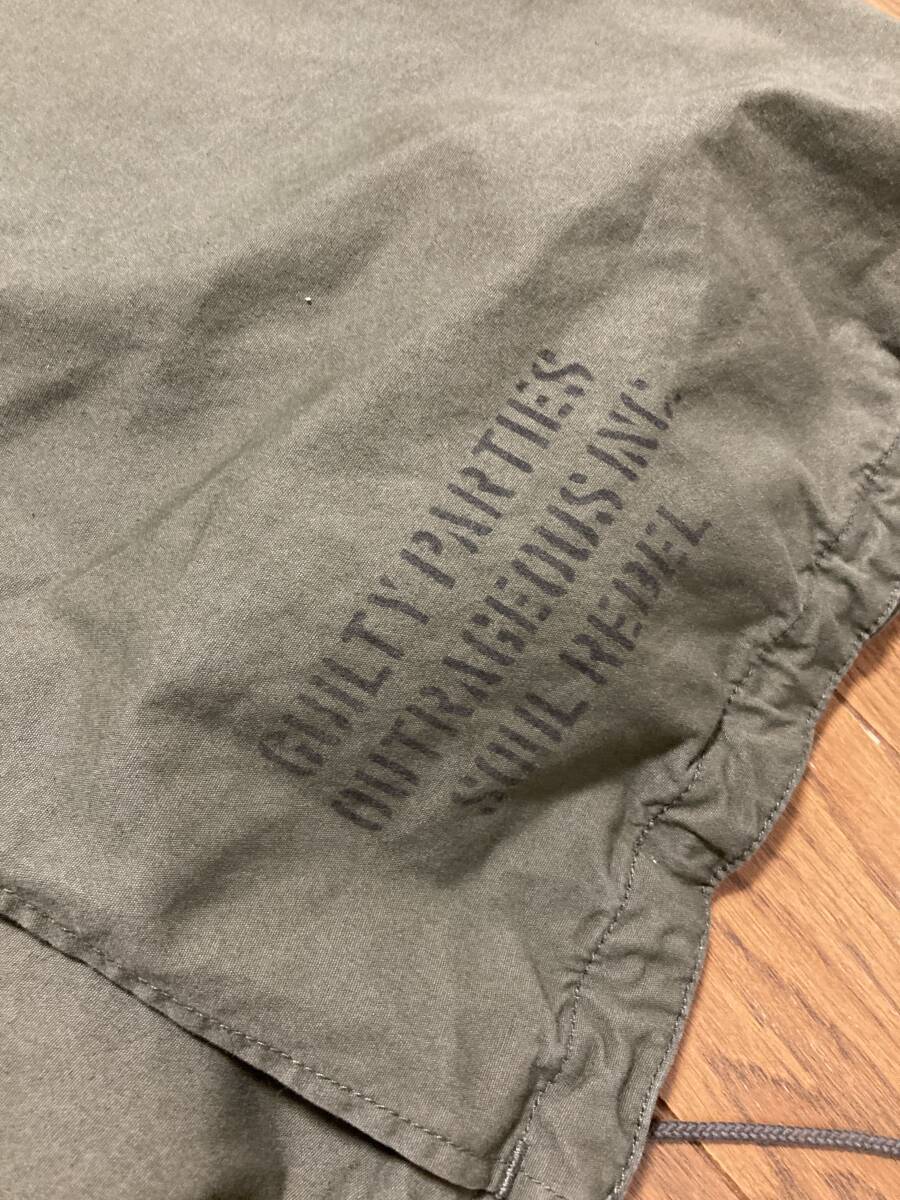 GUILTY PARTIES
OUTRAGEOUS INC.
SOUL REBEL